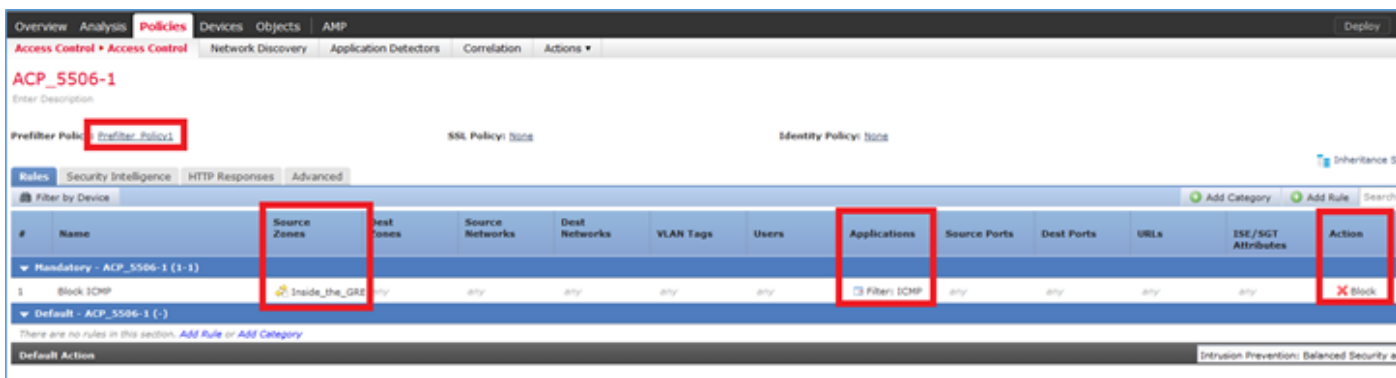 Overview Analysis Policies Devices Objects AMP Deploy
Access Control ▸ Access Control Network Discovery Application Detectors Correlation Actions ▾
ACP_5506-1
Enter Description
Prefilter Policy: Prefilter_Policy1 SSL Policy: None Identity Policy: None
Inheritance S
Rules Security Intelligence HTTP Responses Advanced
Filter by Device Add Category Add Rule Search
# Name Source Zones Dest Zones Source Networks Dest Networks VLAN Tags Users Applications Source Ports Dest Ports URLs ISE/SGT Attributes Action
Mandatory - ACP_5506-1 (1-1)
1 Block ICMP Inside_the_GRE any any any any any Filter: ICMP any any any any Block
Default - ACP_5506-1 (-)
There are no rules in this section. Add Rule or Add Category
Default Action Intrusion Prevention: Balanced Security a